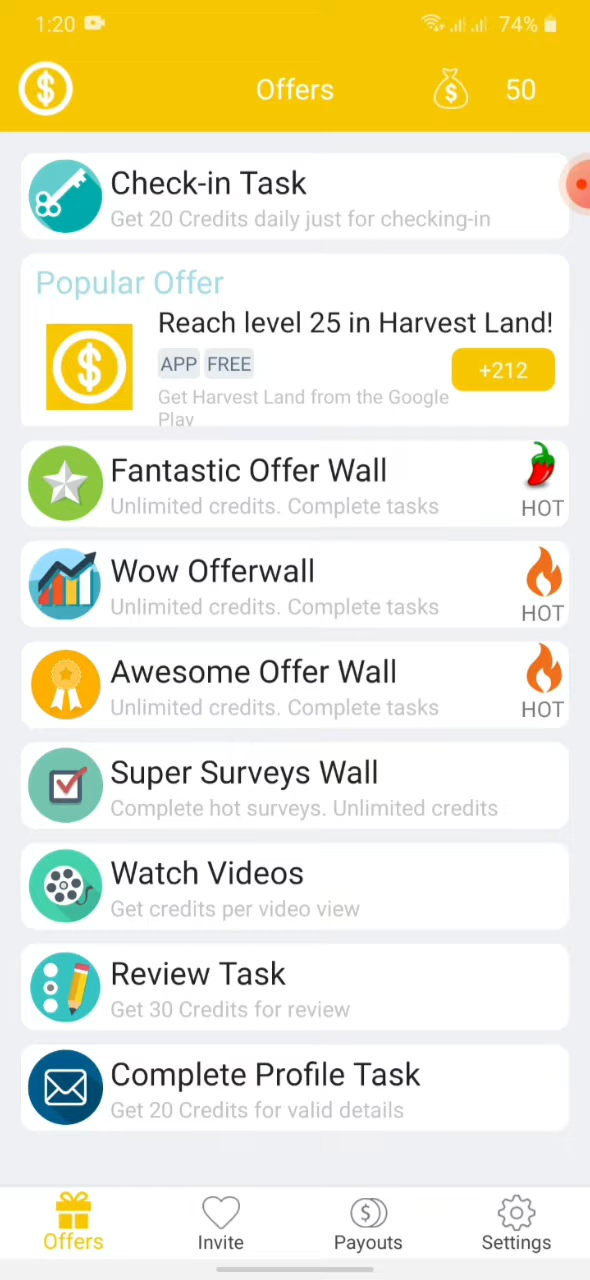 1:20
74%
Offers
50
Check-in Task
Get 20 Credits daily just for checking-in
Popular Offer
Reach level 25 in Harvest Land!
APP FREE
+212
Get Harvest Land from the Google
Play
Fantastic Offer Wall
Unlimited credits. Complete tasks
HOT
Wow Offerwall
Unlimited credits. Complete tasks
HOT
Awesome Offer Wall
Unlimited credits. Complete tasks
HOT
Super Surveys Wall
Complete hot surveys. Unlimited credits
Watch Videos
Get credits per video view
Review Task
Get 30 Credits for review
Complete Profile Task
Get 20 Credits for valid details
Offers Invite Payouts Settings